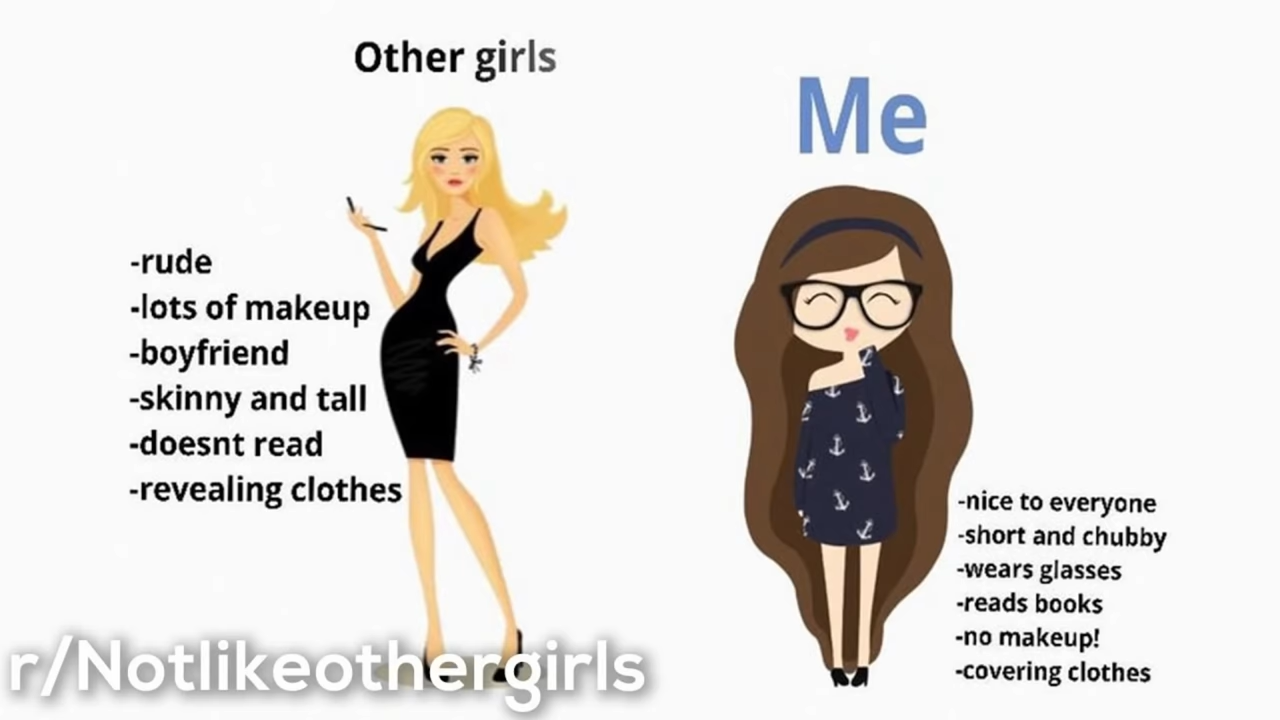 Other girls
Me
-rude
-lots of makeup
-boyfriend
-skinny and tall
-doesnt read
-revealing clothes
-nice to everyone
-short and chubby
-wears glasses
-reads books
-no makeup!
-covering clothes
r/Notlikeothergirls